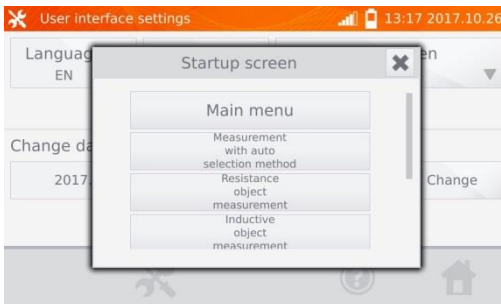 User interface settings
13:17 2017.10.26
Languag
EN
en
Startup screen
Main menu
Measurement
with auto
selection method
Resistance
object
measurement
Inductive
object
measurement
Change da
2017.
Change